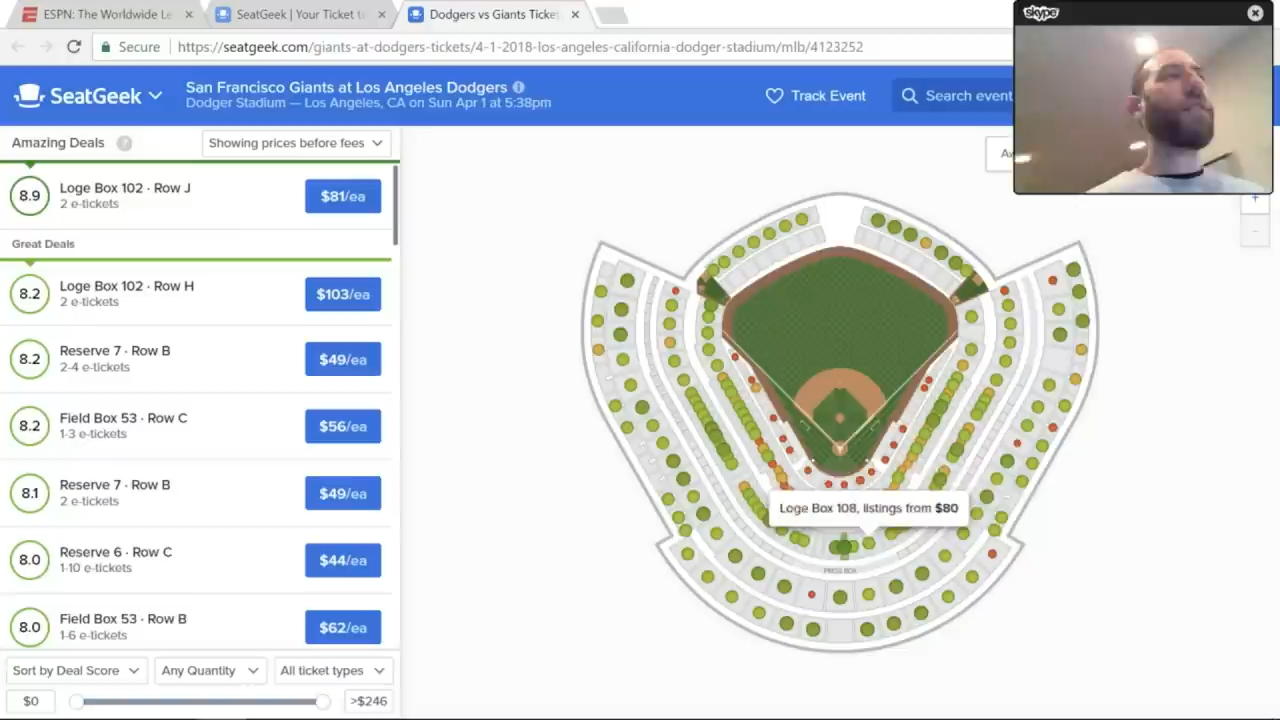 ESPN: The Worldwide Le
SeatGeek | Your Ticket
Dodgers vs Giants Ticke
skype
Secure
https://seatgeek.com/giants-at-dodgers-tickets/4-1-2018-los-angeles-california-dodger-stadium/mlb/4123252
SeatGeek
San Francisco Giants at Los Angeles Dodgers
Dodger Stadium — Los Angeles, CA on Sun Apr 1 at 5:38pm
Track Event
Search event
Amazing Deals ?
Showing prices before fees
8.9
Loge Box 102 · Row J
2 e-tickets
$81/ea
Great Deals
8.2
Loge Box 102 · Row H
2 e-tickets
$103/ea
8.2
Reserve 7 · Row B
2-4 e-tickets
$49/ea
8.2
Field Box 53 · Row C
1-3 e-tickets
$56/ea
8.1
Reserve 7 · Row B
2 e-tickets
$49/ea
8.0
Reserve 6 · Row C
1-10 e-tickets
$44/ea
8.0
Field Box 53 · Row B
1-6 e-tickets
$62/ea
Sort by Deal Score
Any Quantity
All ticket types
$0
>$246
+
-
Loge Box 108, listings from $80
PRESS BOX